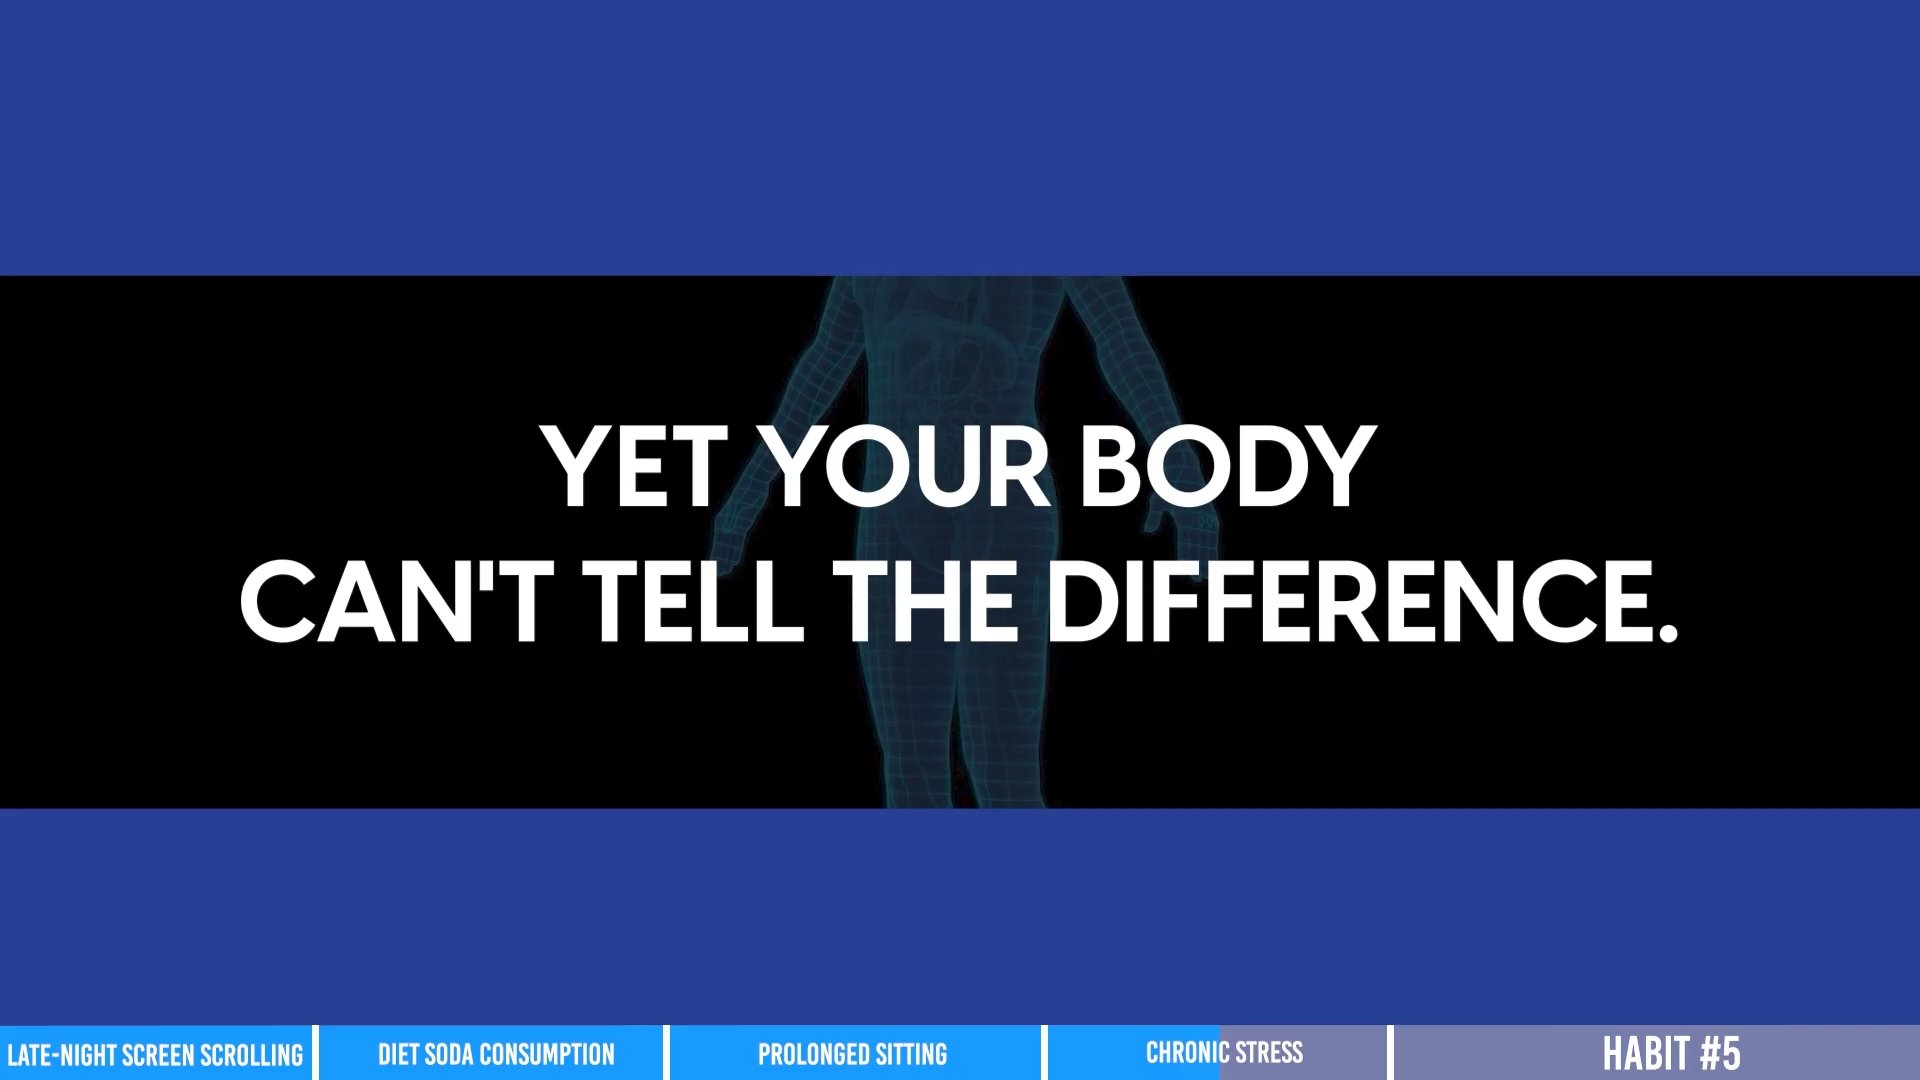 YET YOUR BODY
CAN'T TELL THE DIFFERENCE.
LATE-NIGHT SCREEN SCROLLING
DIET SODA CONSUMPTION
PROLONGED SITTING
CHRONIC STRESS
HABIT #5